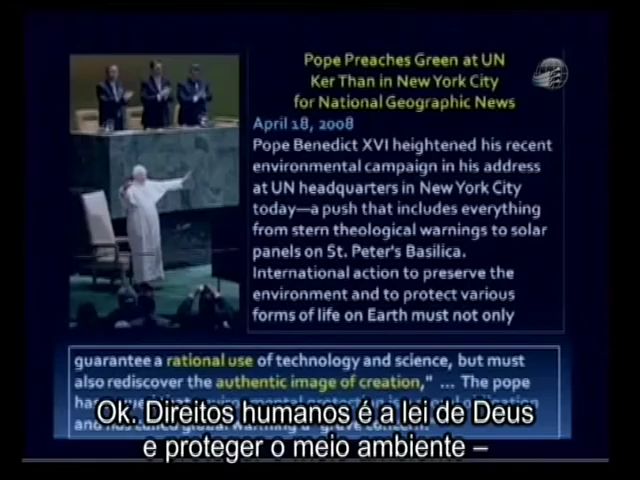 Pope Preaches Green at UN
Ker Than in New York City
for National Geographic News
April 18, 2008
Pope Benedict XVI heightened his recent
environmental campaign in his address
at UN headquarters in New York City
today—a push that includes everything
from stern theological warnings to solar
panels on St. Peter's Basilica.
International action to preserve the
environment and to protect various
forms of life on Earth must not only
guarantee a rational use of technology and science, but must
also rediscover the authentic image of creation," ... The pope
Ok. Direitos humanos é a lei de Deus
e proteger o meio ambiente –